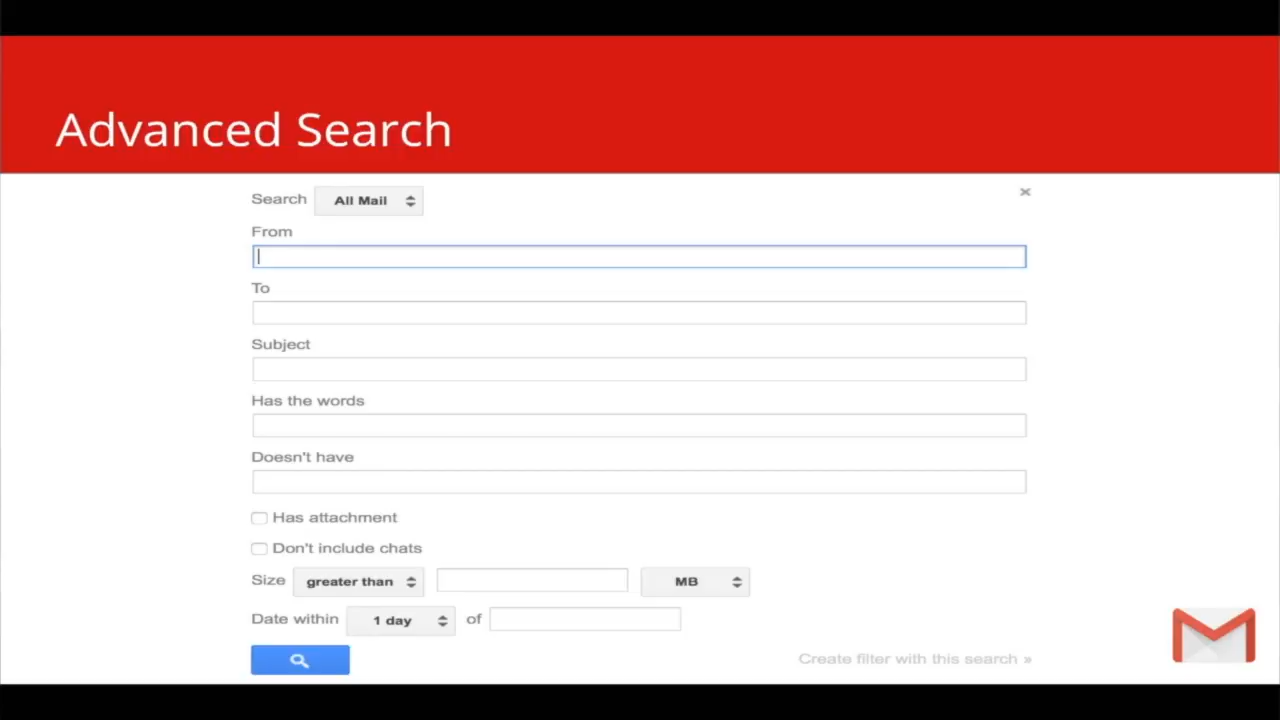 Advanced Search
Search All Mail
From
To
Subject
Has the words
Doesn't have
Has attachment
Don't include chats
Size greater than MB
Date within 1 day of
Create filter with this search »